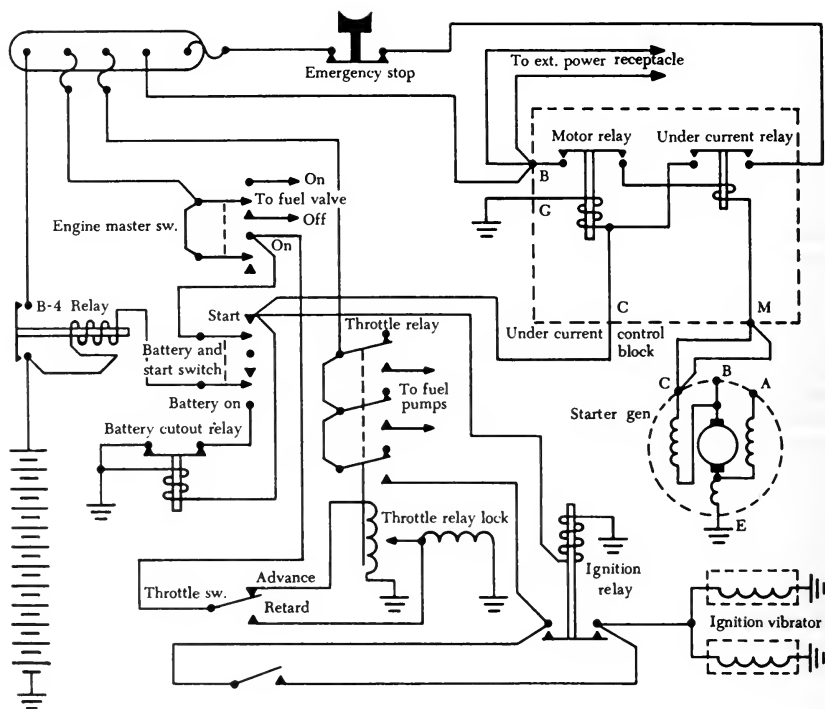 Emergency stop
To ext. power receptacle
Motor relay
Under current relay
B
G
On
To fuel valve
Off
Engine master sw.
On
C
M
B-4 Relay
Start
Throttle relay
Under current control
block
Battery and
start switch
To fuel
pumps
C
B
A
Starter gen
Battery on
Battery cutout relay
E
Throttle relay lock
Ignition
relay
Advance
Throttle sw.
Retard
Ignition vibrator